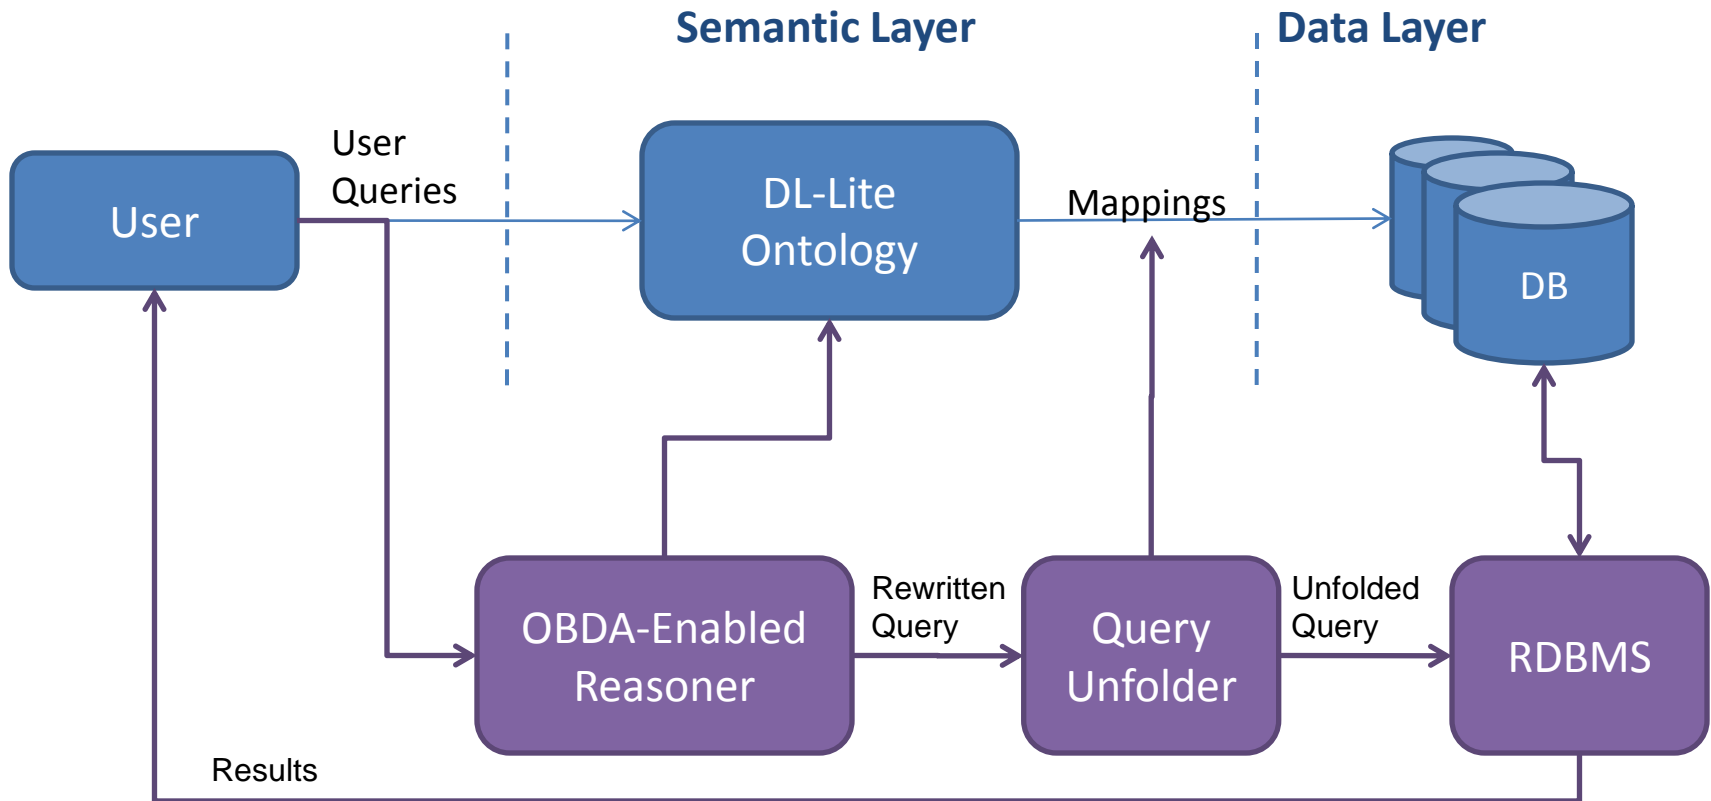 Semantic Layer
Data Layer
User
Queries
User
DL-Lite
Ontology
Mappings
DB
OBDA-Enabled
Reasoner
Rewritten
Query
Query
Unfolder
Unfolded
Query
RDBMS
Results